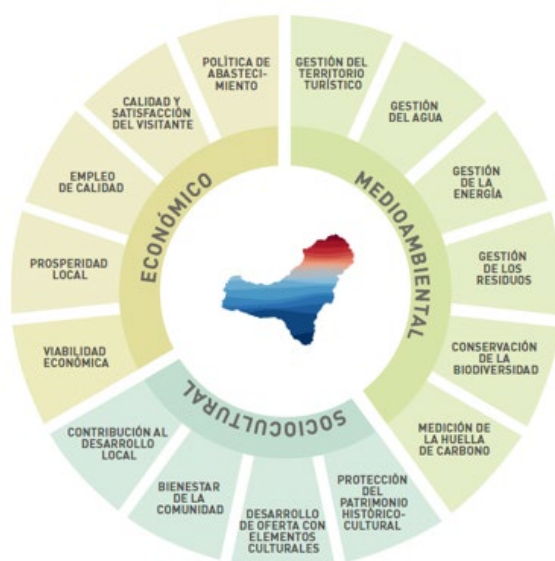 POLÍTICA DE
ABASTECI-
MIENTO
GESTIÓN DEL
TERRITORIO
TURÍSTICO
CALIDAD Y
SATISFACCIÓN
DEL VISITANTE
GESTIÓN
DEL AGUA
EMPLEO
DE CALIDAD
GESTIÓN
DE LA
ENERGÍA
ECONÓMICO
MEDIOAMBIENTAL
PROSPERIDAD
LOCAL
GESTIÓN
DE LOS
RESIDUOS
VIABILIDAD
ECONÓMICA
CONSERVACIÓN
DE LA
BIODIVERSIDAD
SOCIOCULTURAL
CONTRIBUCIÓN AL
DESARROLLO
LOCAL
MEDICIÓN DE
LA HUELLA
DE CARBONO
BIENESTAR
DE LA
COMUNIDAD
DESARROLLO
DE OFERTA CON
ELEMENTOS
CULTURALES
PROTECCIÓN
DEL
PATRIMONIO
HISTÓRICO-
CULTURAL